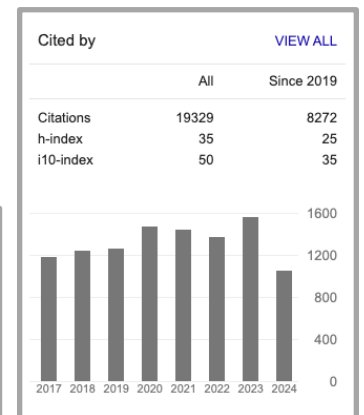 Cited by VIEW ALL
All Since 2019
Citations 19329 8272
h-index 35 25
i10-index 50 35
1600
1200
800
400
0
2017 2018 2019 2020 2021 2022 2023 2024